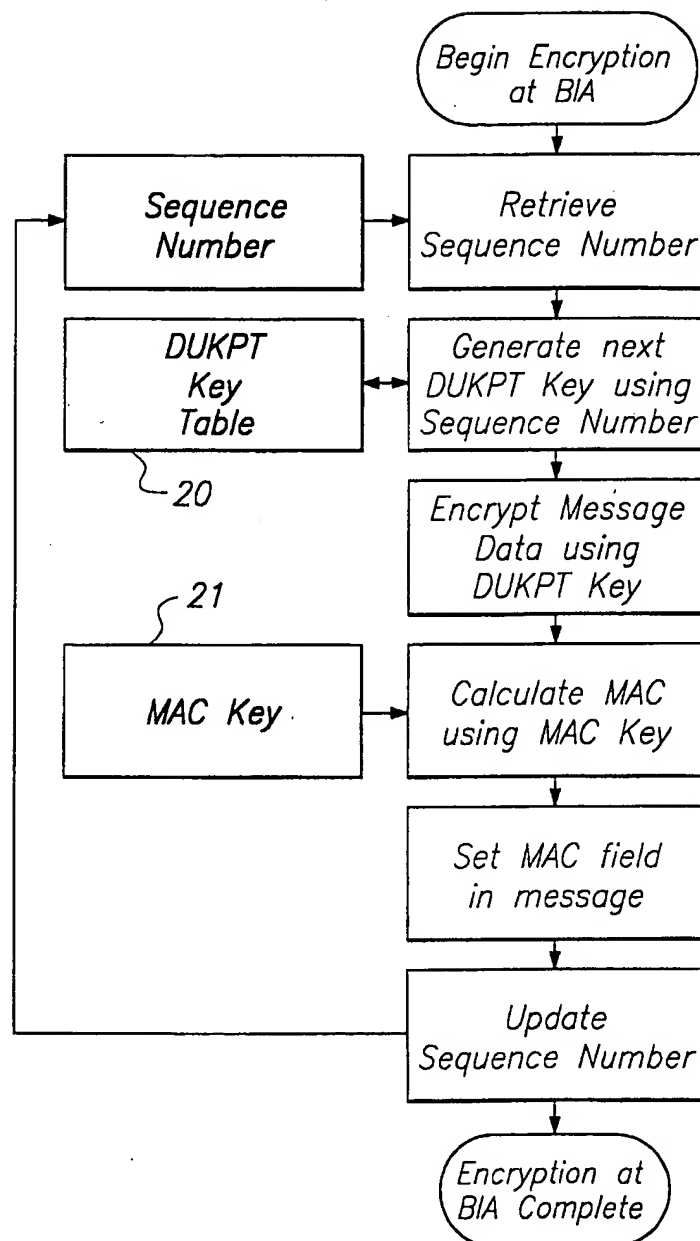 Begin Encryption
at BIA
Sequence
Number
Retrieve
Sequence Number
DUKPT
Key
Table
Generate next
DUKPT Key using
Sequence Number
20
Encrypt Message
Data using
DUKPT Key
21
MAC Key
Calculate MAC
using MAC Key
Set MAC field
in message
Update
Sequence Number
Encryption at
BIA Complete